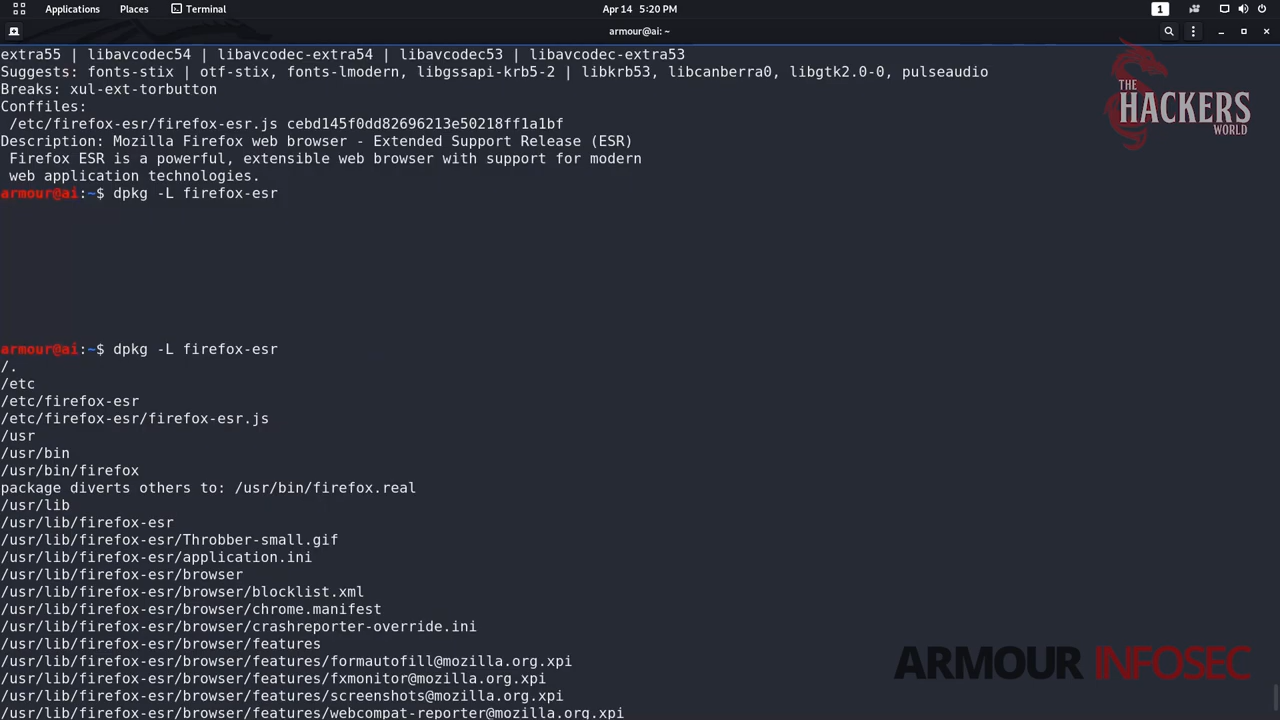 Applications Places Terminal Apr 14 5:20 PM 1
armour@ai: ~
extra55 | libavcodec54 | libavcodec-extra54 | libavcodec53 | libavcodec-extra53
Suggests: fonts-stix | otf-stix, fonts-lmodern, libgssapi-krb5-2 | libkrb53, libcanberra0, libgtk2.0-0, pulseaudio
Breaks: xul-ext-torbutton
Conffiles:
/etc/firefox-esr/firefox-esr.js cebd145f0dd82696213e50218ff1a1bf
Description: Mozilla Firefox web browser - Extended Support Release (ESR)
Firefox ESR is a powerful, extensible web browser with support for modern
web application technologies.
armour@ai:~$ dpkg -L firefox-esr
armour@ai:~$ dpkg -L firefox-esr
/.
/etc
/etc/firefox-esr
/etc/firefox-esr/firefox-esr.js
/usr
/usr/bin
/usr/bin/firefox
package diverts others to: /usr/bin/firefox.real
/usr/lib
/usr/lib/firefox-esr
/usr/lib/firefox-esr/Throbber-small.gif
/usr/lib/firefox-esr/application.ini
/usr/lib/firefox-esr/browser
/usr/lib/firefox-esr/browser/blocklist.xml
/usr/lib/firefox-esr/browser/chrome.manifest
/usr/lib/firefox-esr/browser/crashreporter-override.ini
/usr/lib/firefox-esr/browser/features
/usr/lib/firefox-esr/browser/features/formautofill@mozilla.org.xpi
/usr/lib/firefox-esr/browser/features/fxmonitor@mozilla.org.xpi
/usr/lib/firefox-esr/browser/features/screenshots@mozilla.org.xpi
/usr/lib/firefox-esr/browser/features/webcompat-reporter@mozilla.org.xpi
THE
HACKERS
WORLD
ARMOUR INFOSEC